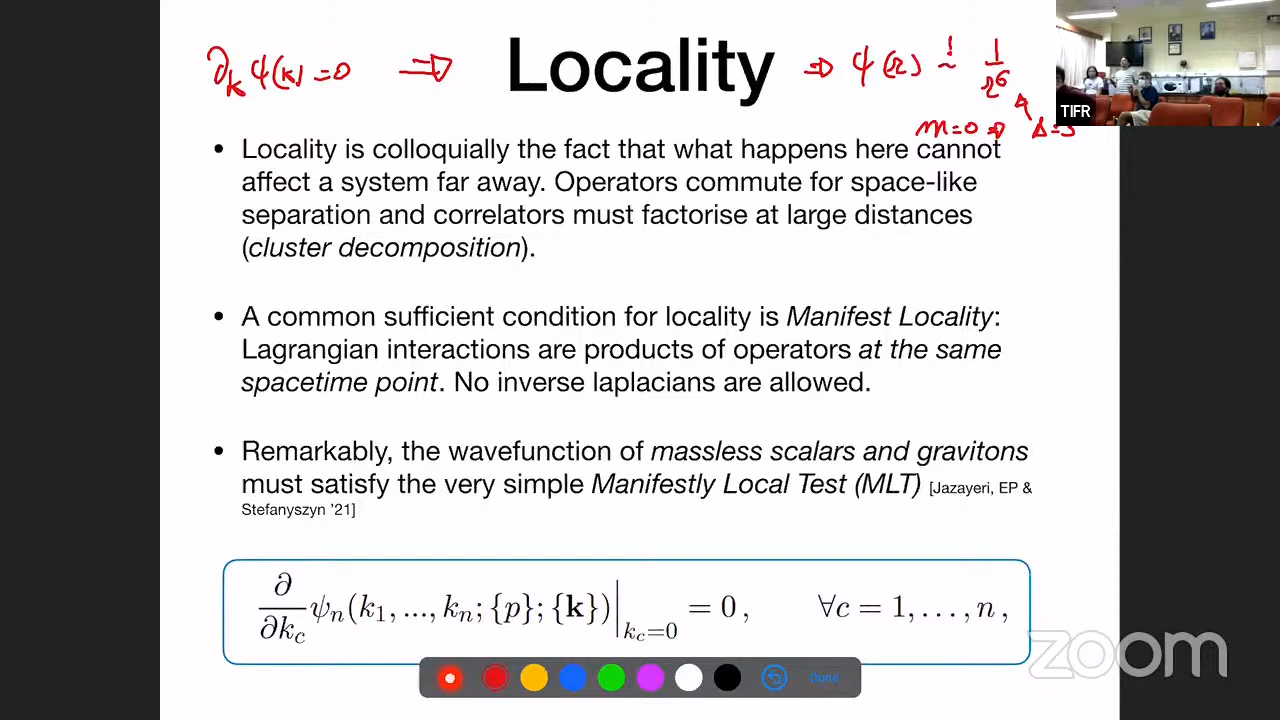 ∂_k ψ(k)=0 ⇒ Locality ⇒ ψ(r) !~ 1/r^6
m=0 ⇒ Δ=3
TIFR
• Locality is colloquially the fact that what happens here cannot
affect a system far away. Operators commute for space-like
separation and correlators must factorise at large distances
(cluster decomposition).
• A common sufficient condition for locality is Manifest Locality:
Lagrangian interactions are products of operators at the same
spacetime point. No inverse laplacians are allowed.
• Remarkably, the wavefunction of massless scalars and gravitons
must satisfy the very simple Manifestly Local Test (MLT) [Jazayeri, EP &
Stefanyszyn '21]
∂/∂k_c ψ_n(k_1, ..., k_n; {p}; {k})|_{k_c=0} = 0 , ∀c = 1, . . . , n ,
zoom
Done